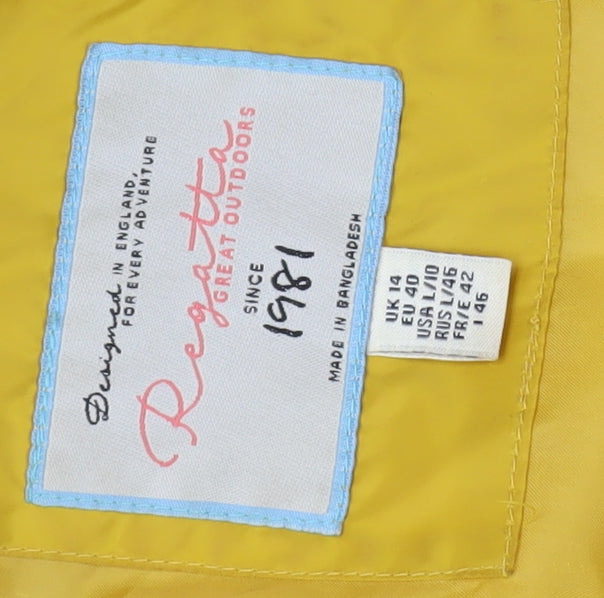 Designed IN ENGLAND,
FOR EVERY ADVENTURE
Regatta
GREAT OUTDOORS
SINCE
1981
MADE IN BANGLADESH
UK 14
EU 40
USA L/10
RUS L/46
FR/E 42
I 46